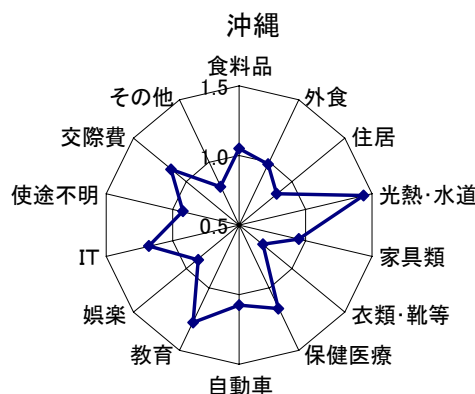 沖縄
食料品
外食
住居
光熱・水道
家具類
衣類・靴等
保健医療
自動車
教育
娯楽
IT
使途不明
交際費
その他
1.5
1.0
0.5